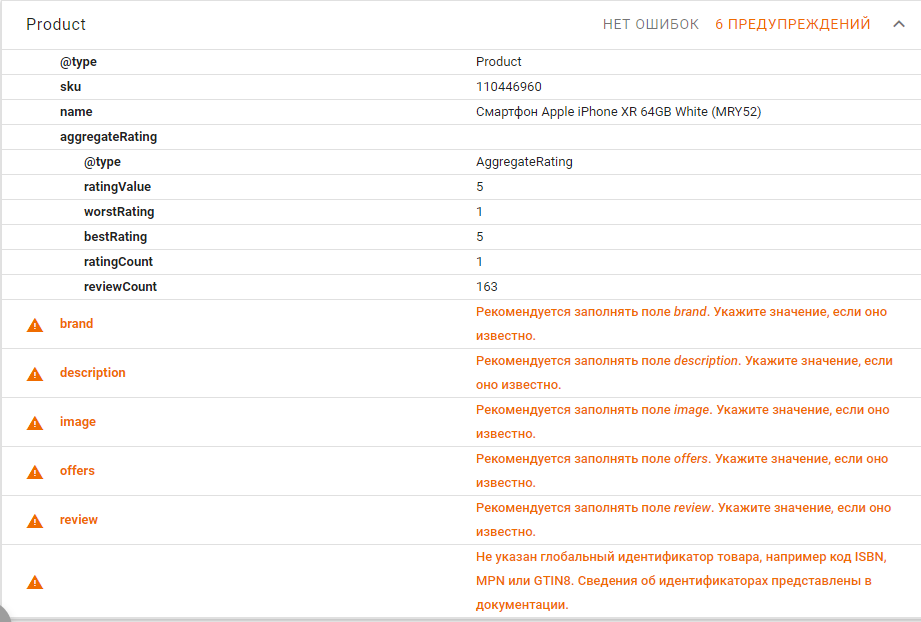 Product НЕТ ОШИБОК 6 ПРЕДУПРЕЖДЕНИЙ
@type Product
sku 110446960
name Смартфон Apple iPhone XR 64GB White (MRY52)
aggregateRating
@type AggregateRating
ratingValue 5
worstRating 1
bestRating 5
ratingCount 1
reviewCount 163
brand Рекомендуется заполнять поле brand. Укажите значение, если оно
известно.
description Рекомендуется заполнять поле description. Укажите значение, если
оно известно.
image Рекомендуется заполнять поле image. Укажите значение, если оно
известно.
offers Рекомендуется заполнять поле offers. Укажите значение, если оно
известно.
review Рекомендуется заполнять поле review. Укажите значение, если оно
известно.
Не указан глобальный идентификатор товара, например код ISBN,
MPN или GTIN8. Сведения об идентификаторах представлены в
документации.